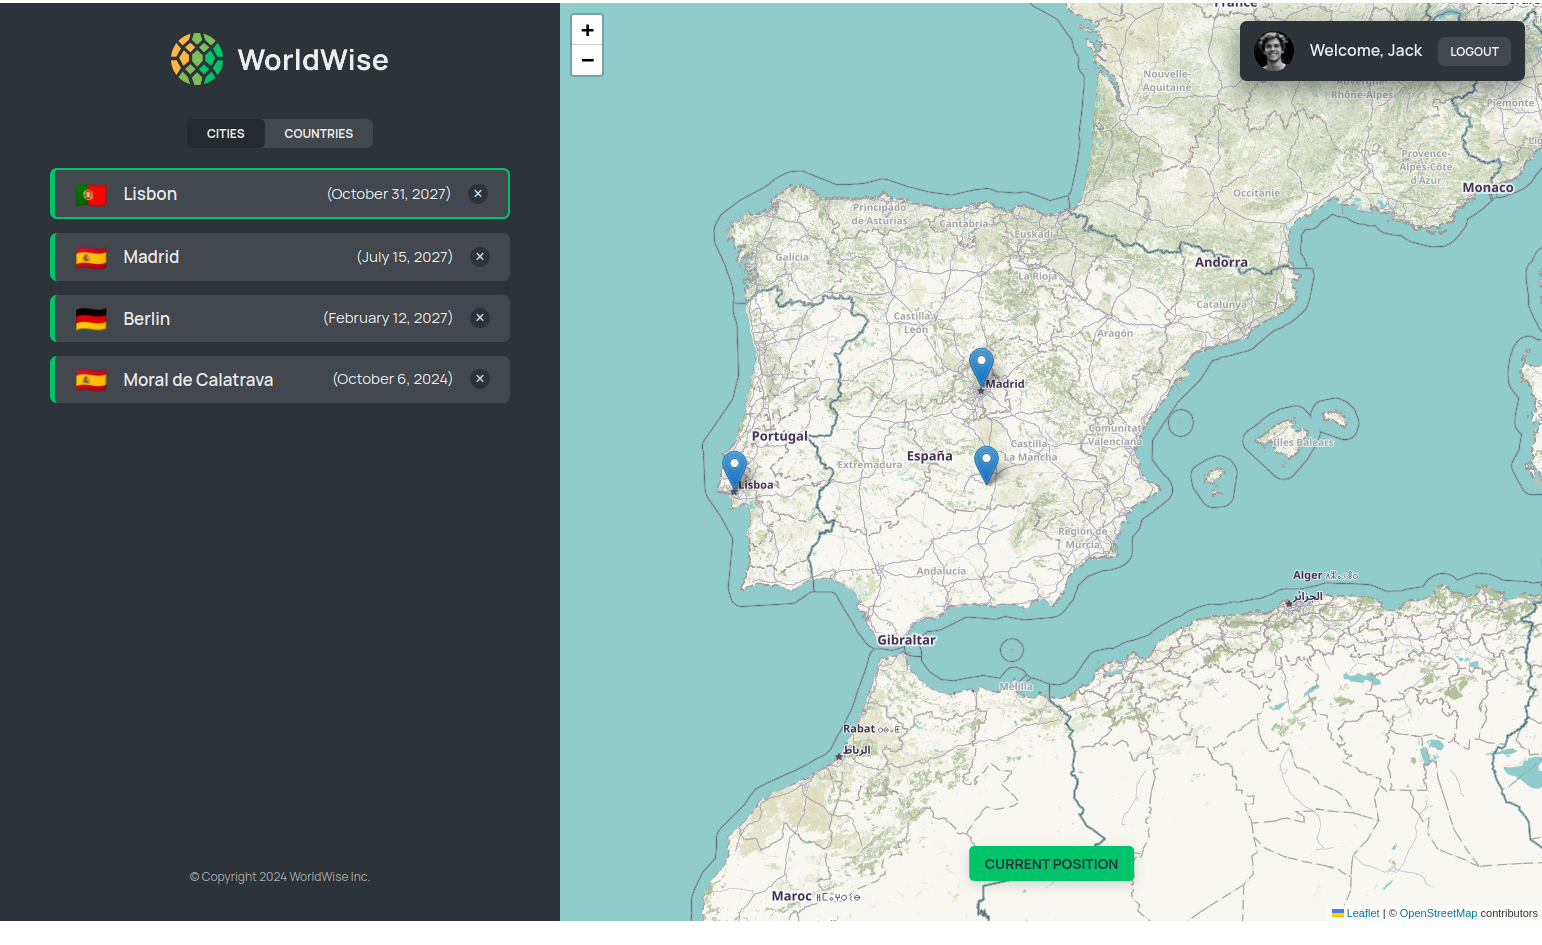 WorldWise
CITIES
COUNTRIES
Lisbon
(October 31, 2027)
×
Madrid
(July 15, 2027)
×
Berlin
(February 12, 2027)
×
Moral de Calatrava
(October 6, 2024)
×
© Copyright 2024 WorldWise Inc.
+
−
Welcome, Jack
LOGOUT
France
Nouvelle-
Aquitaine
Auvergne-
Rhône-Alpes
Piemonte
Provence-
Alpes-Côte
d'Azur
Monaco
Occitanie
Principado
de Asturias
Cantabria
Euskadi
Galicia
La Rioja
Andorra
Catalunya
Castilla y
León
Aragón
Madrid
Portugal
España
Extremadura
Castilla-
La Mancha
Comunitat
Valenciana
Illes Balears
Lisboa
Región de
Murcia
Andalucía
Alger
الجزائر
Gibraltar
Melilla
Rabat
الرباط
CURRENT POSITION
Maroc ⵍⵎⵖⵔⵉⴱ
Leaflet | © OpenStreetMap contributors